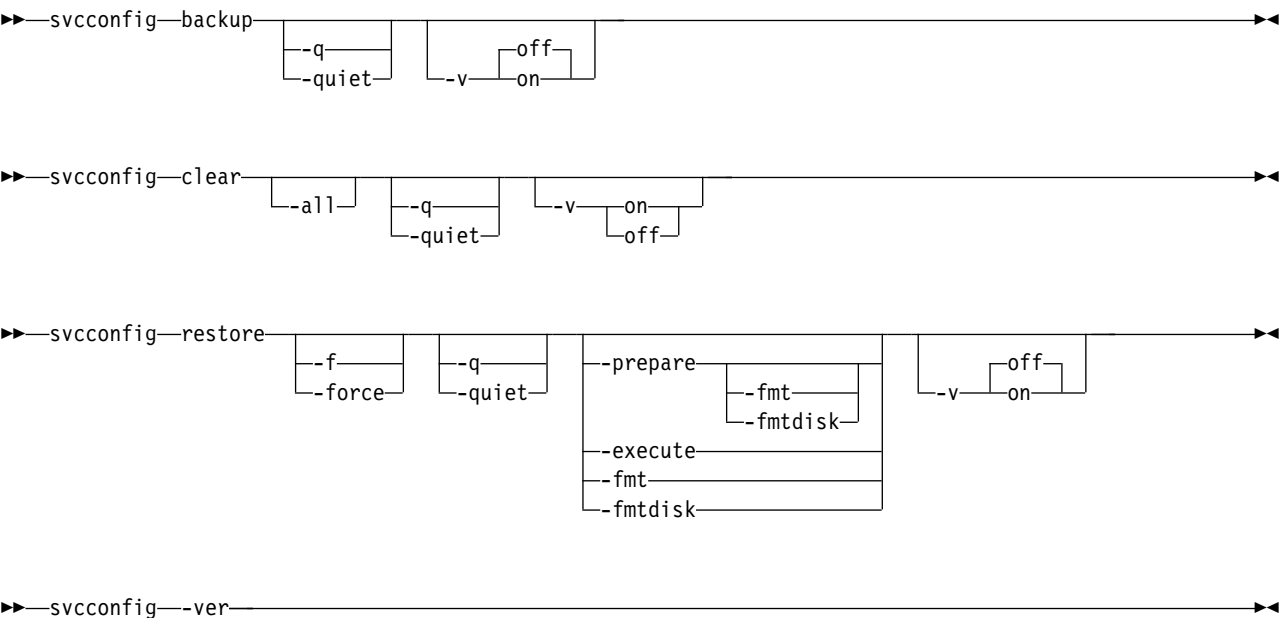 svcconfig backup
-q
off
-quiet
-v on
svcconfig clear
-all
-q
-v on
-quiet
off
svcconfig restore
-f
-q
-prepare
off
-force
-quiet
-fmt
-v on
-fmtdisk
-execute
-fmt
-fmtdisk
svcconfig -ver